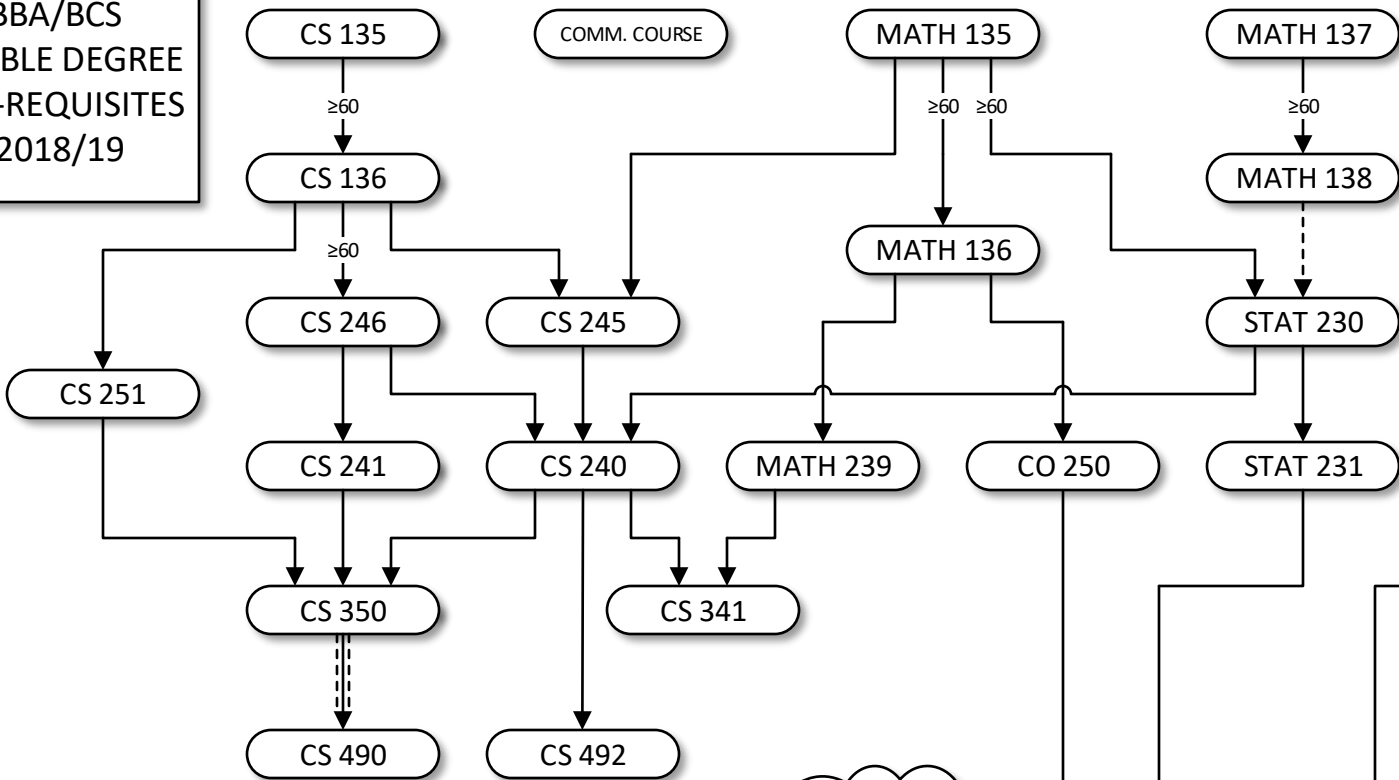 BBA/BCS
BLE DEGREE
-REQUISITES
2018/19
CS 135
COMM. COURSE
MATH 135
MATH 137
≥60
≥60
≥60
≥60
CS 136
MATH 138
≥60
MATH 136
CS 246
CS 245
STAT 230
CS 251
CS 241
CS 240
MATH 239
CO 250
STAT 231
CS 350
CS 341
CS 490
CS 492